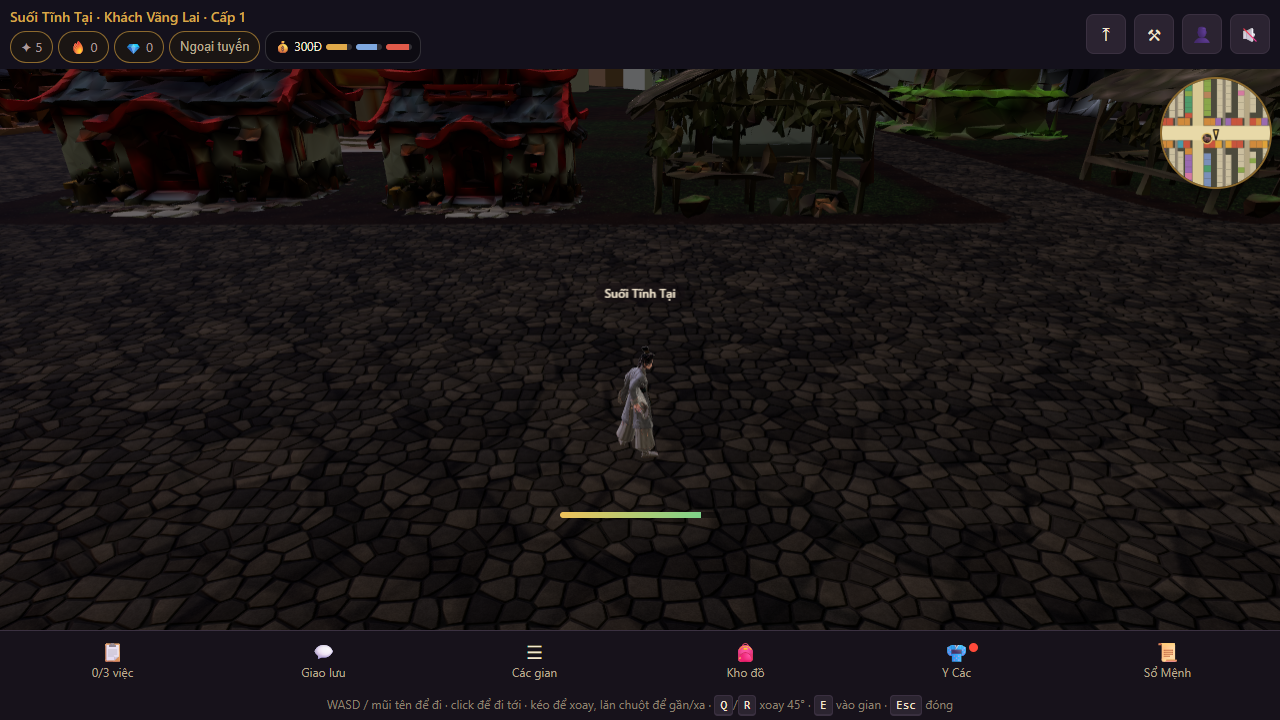 Suối Tĩnh Tại · Khách Vãng Lai · Cấp 1
5 0 0 Ngoại tuyến 300Đ
Suối Tĩnh Tại
0/3 việc Giao lưu Các gian Kho đồ Y Các Sổ Mệnh
WASD / mũi tên để đi · click để đi tới · kéo để xoay, lăn chuột để gần/xa · Q / R xoay 45° · E vào gian · Esc đóng